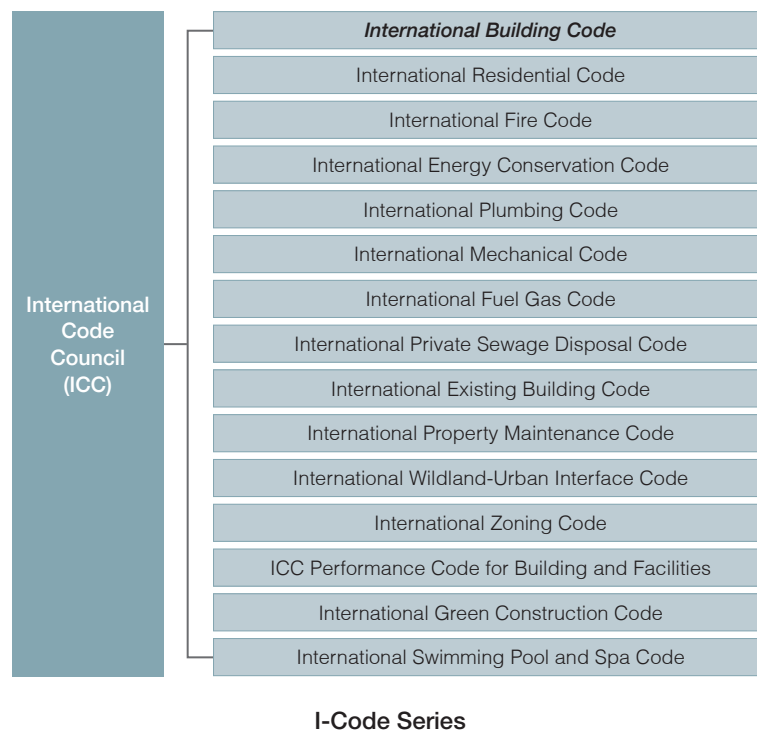 International
Code
Council
(ICC)
International Building Code
International Residential Code
International Fire Code
International Energy Conservation Code
International Plumbing Code
International Mechanical Code
International Fuel Gas Code
International Private Sewage Disposal Code
International Existing Building Code
International Property Maintenance Code
International Wildland-Urban Interface Code
International Zoning Code
ICC Performance Code for Building and Facilities
International Green Construction Code
International Swimming Pool and Spa Code
I-Code Series